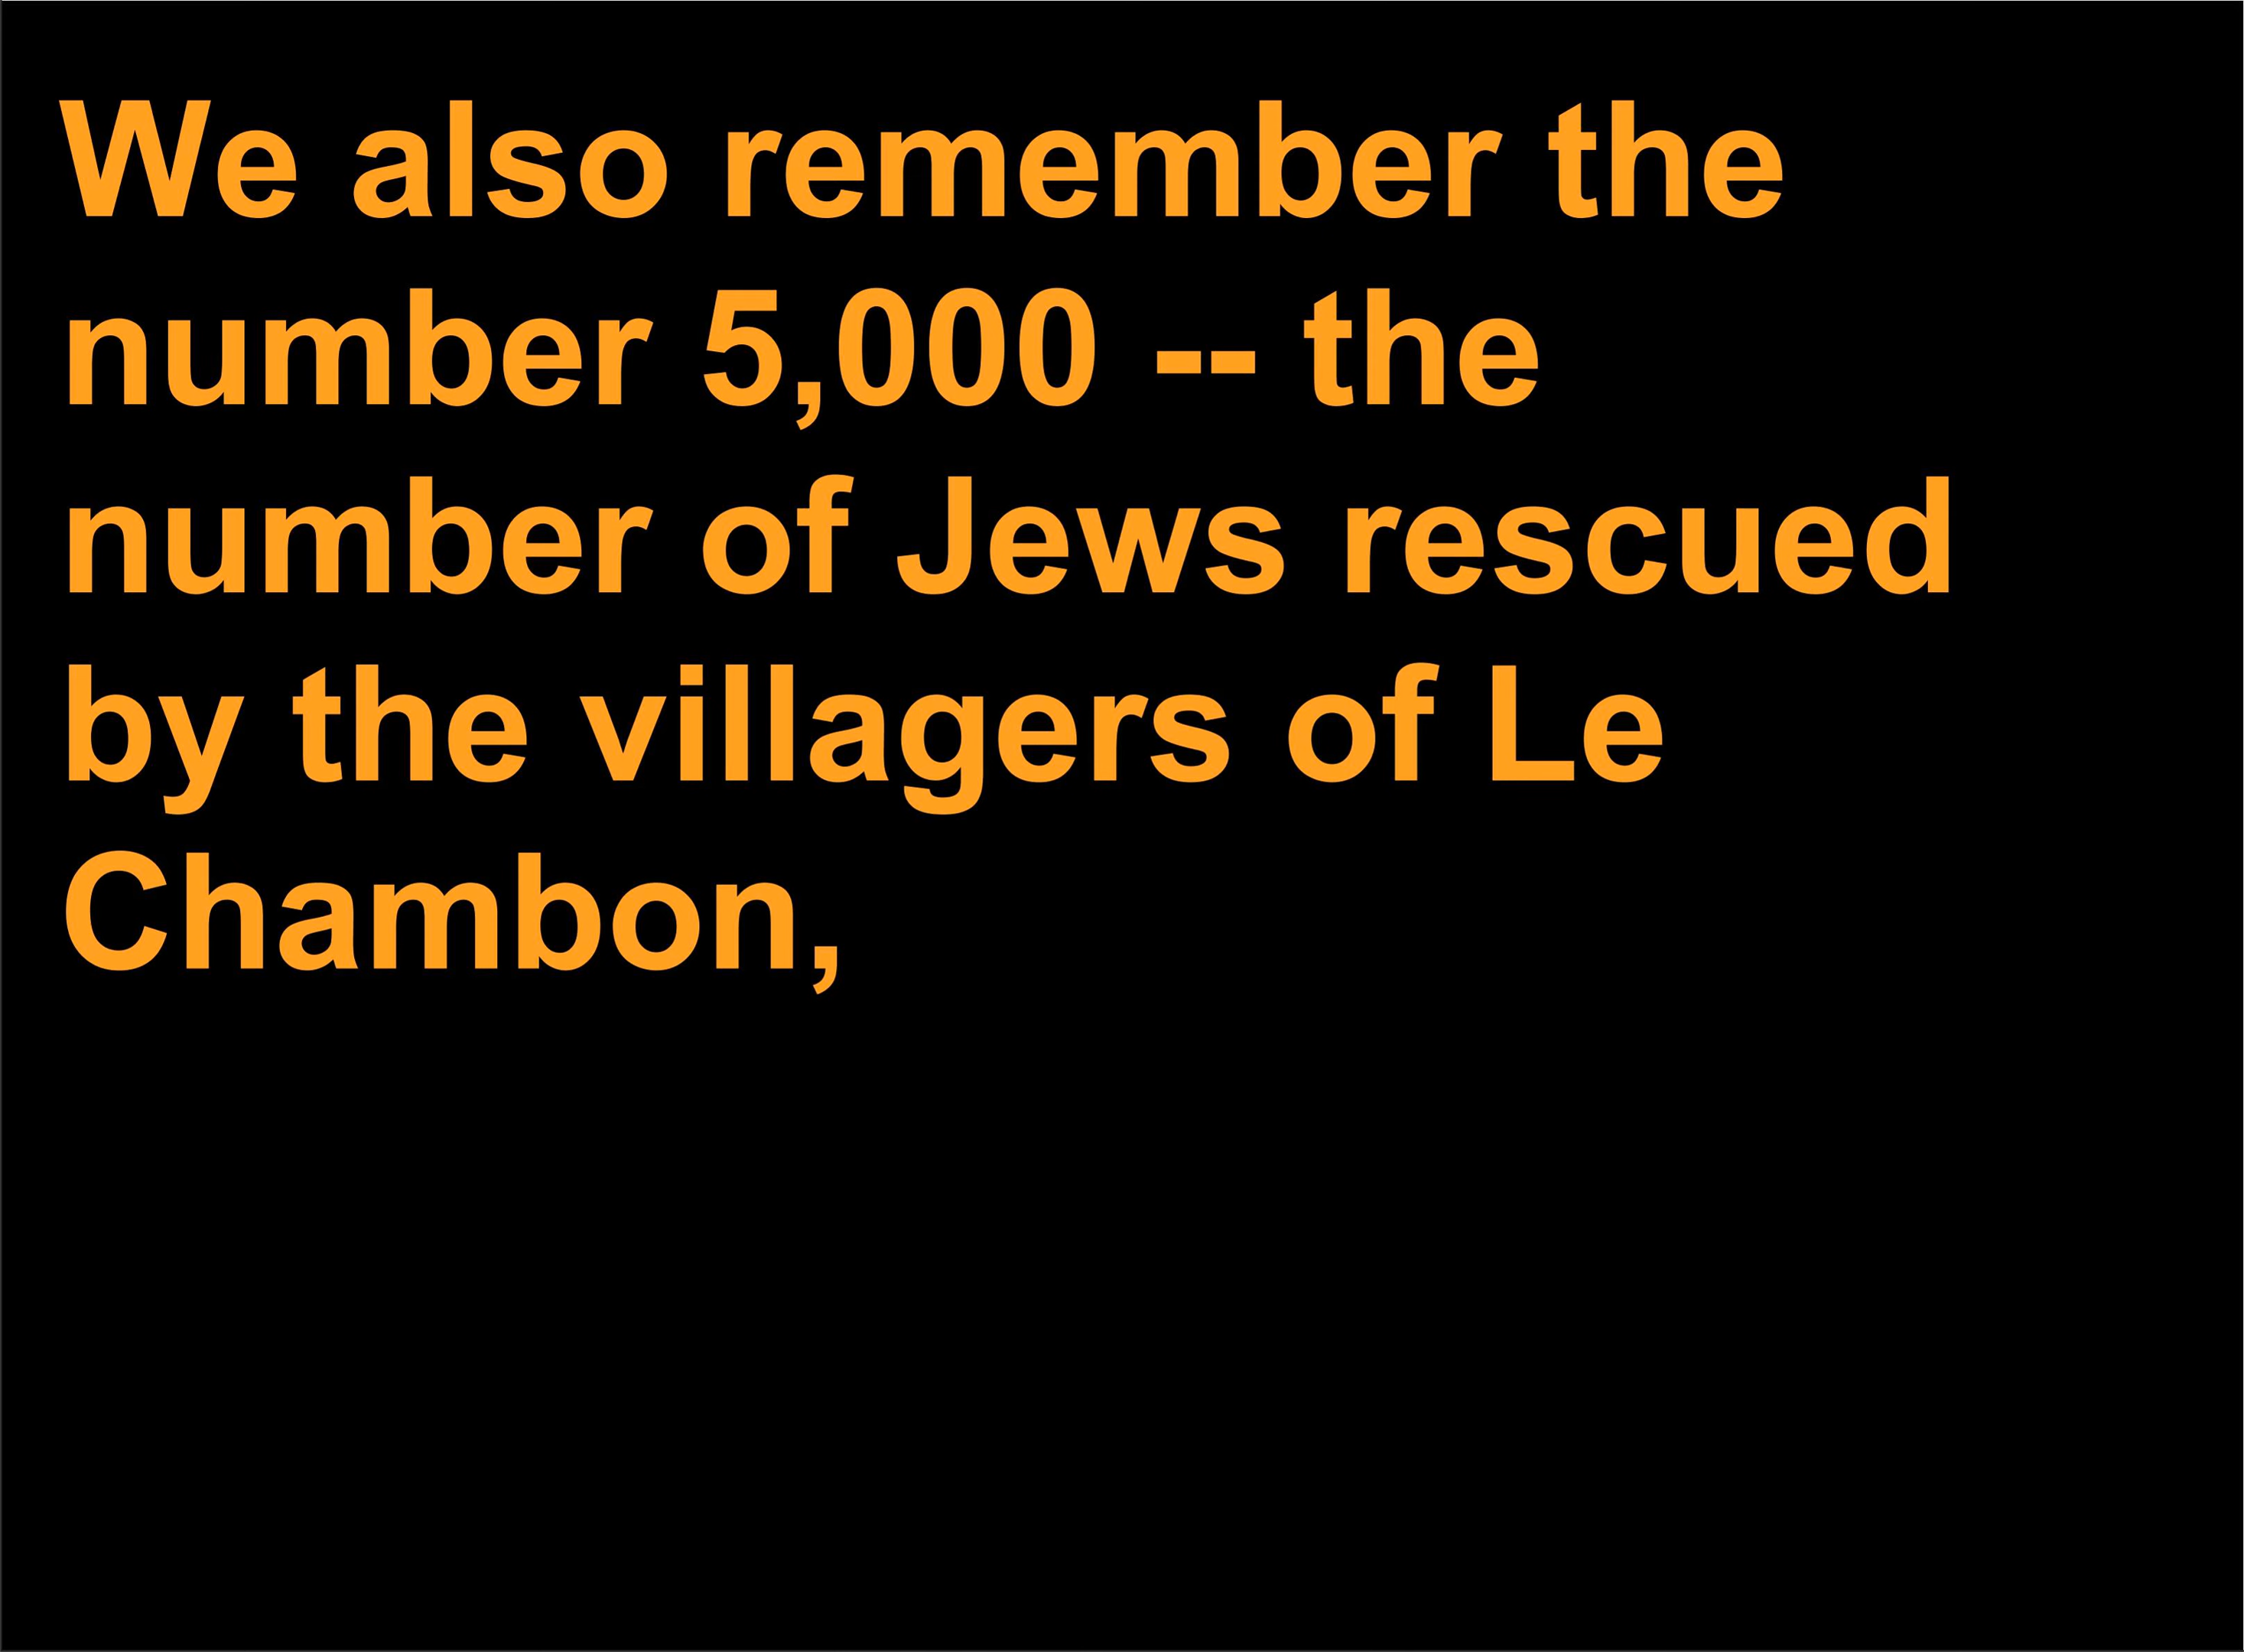 We also remember the
number 5,000 -- the
number of Jews rescued
by the villagers of Le
Chambon,